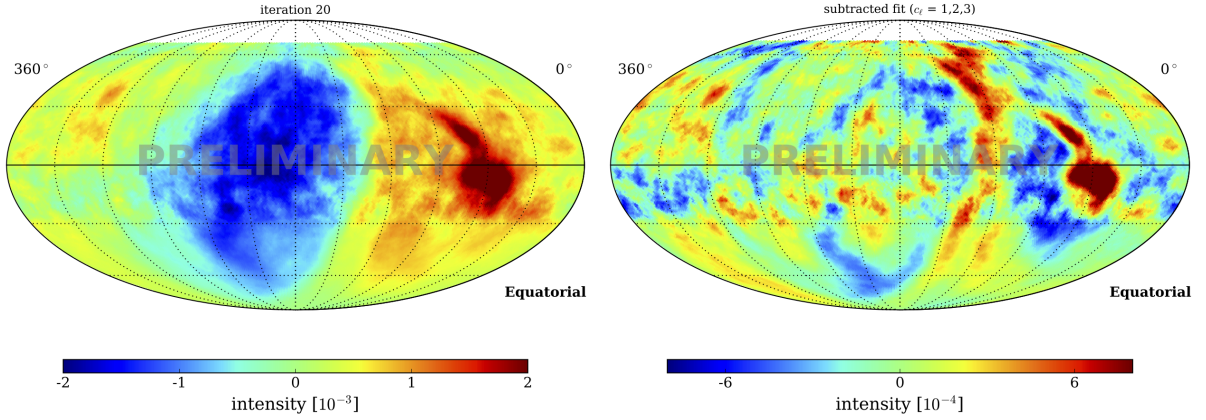 iteration 20
360°
0°
PRELIMINARY
Equatorial
-2 -1 0 1 2
intensity [10⁻³]
subtracted fit (cℓ = 1,2,3)
360°
0°
PRELIMINARY
Equatorial
-6 0 6
intensity [10⁻⁴]